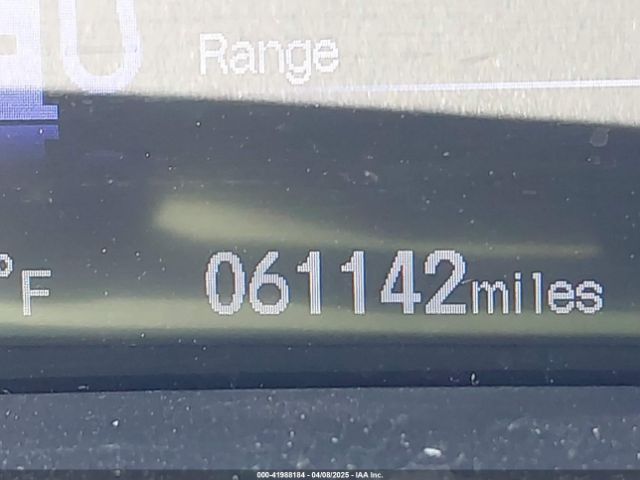 Range
°F 061142miles
000-41988184 - 04/08/2025 - IAA Inc.